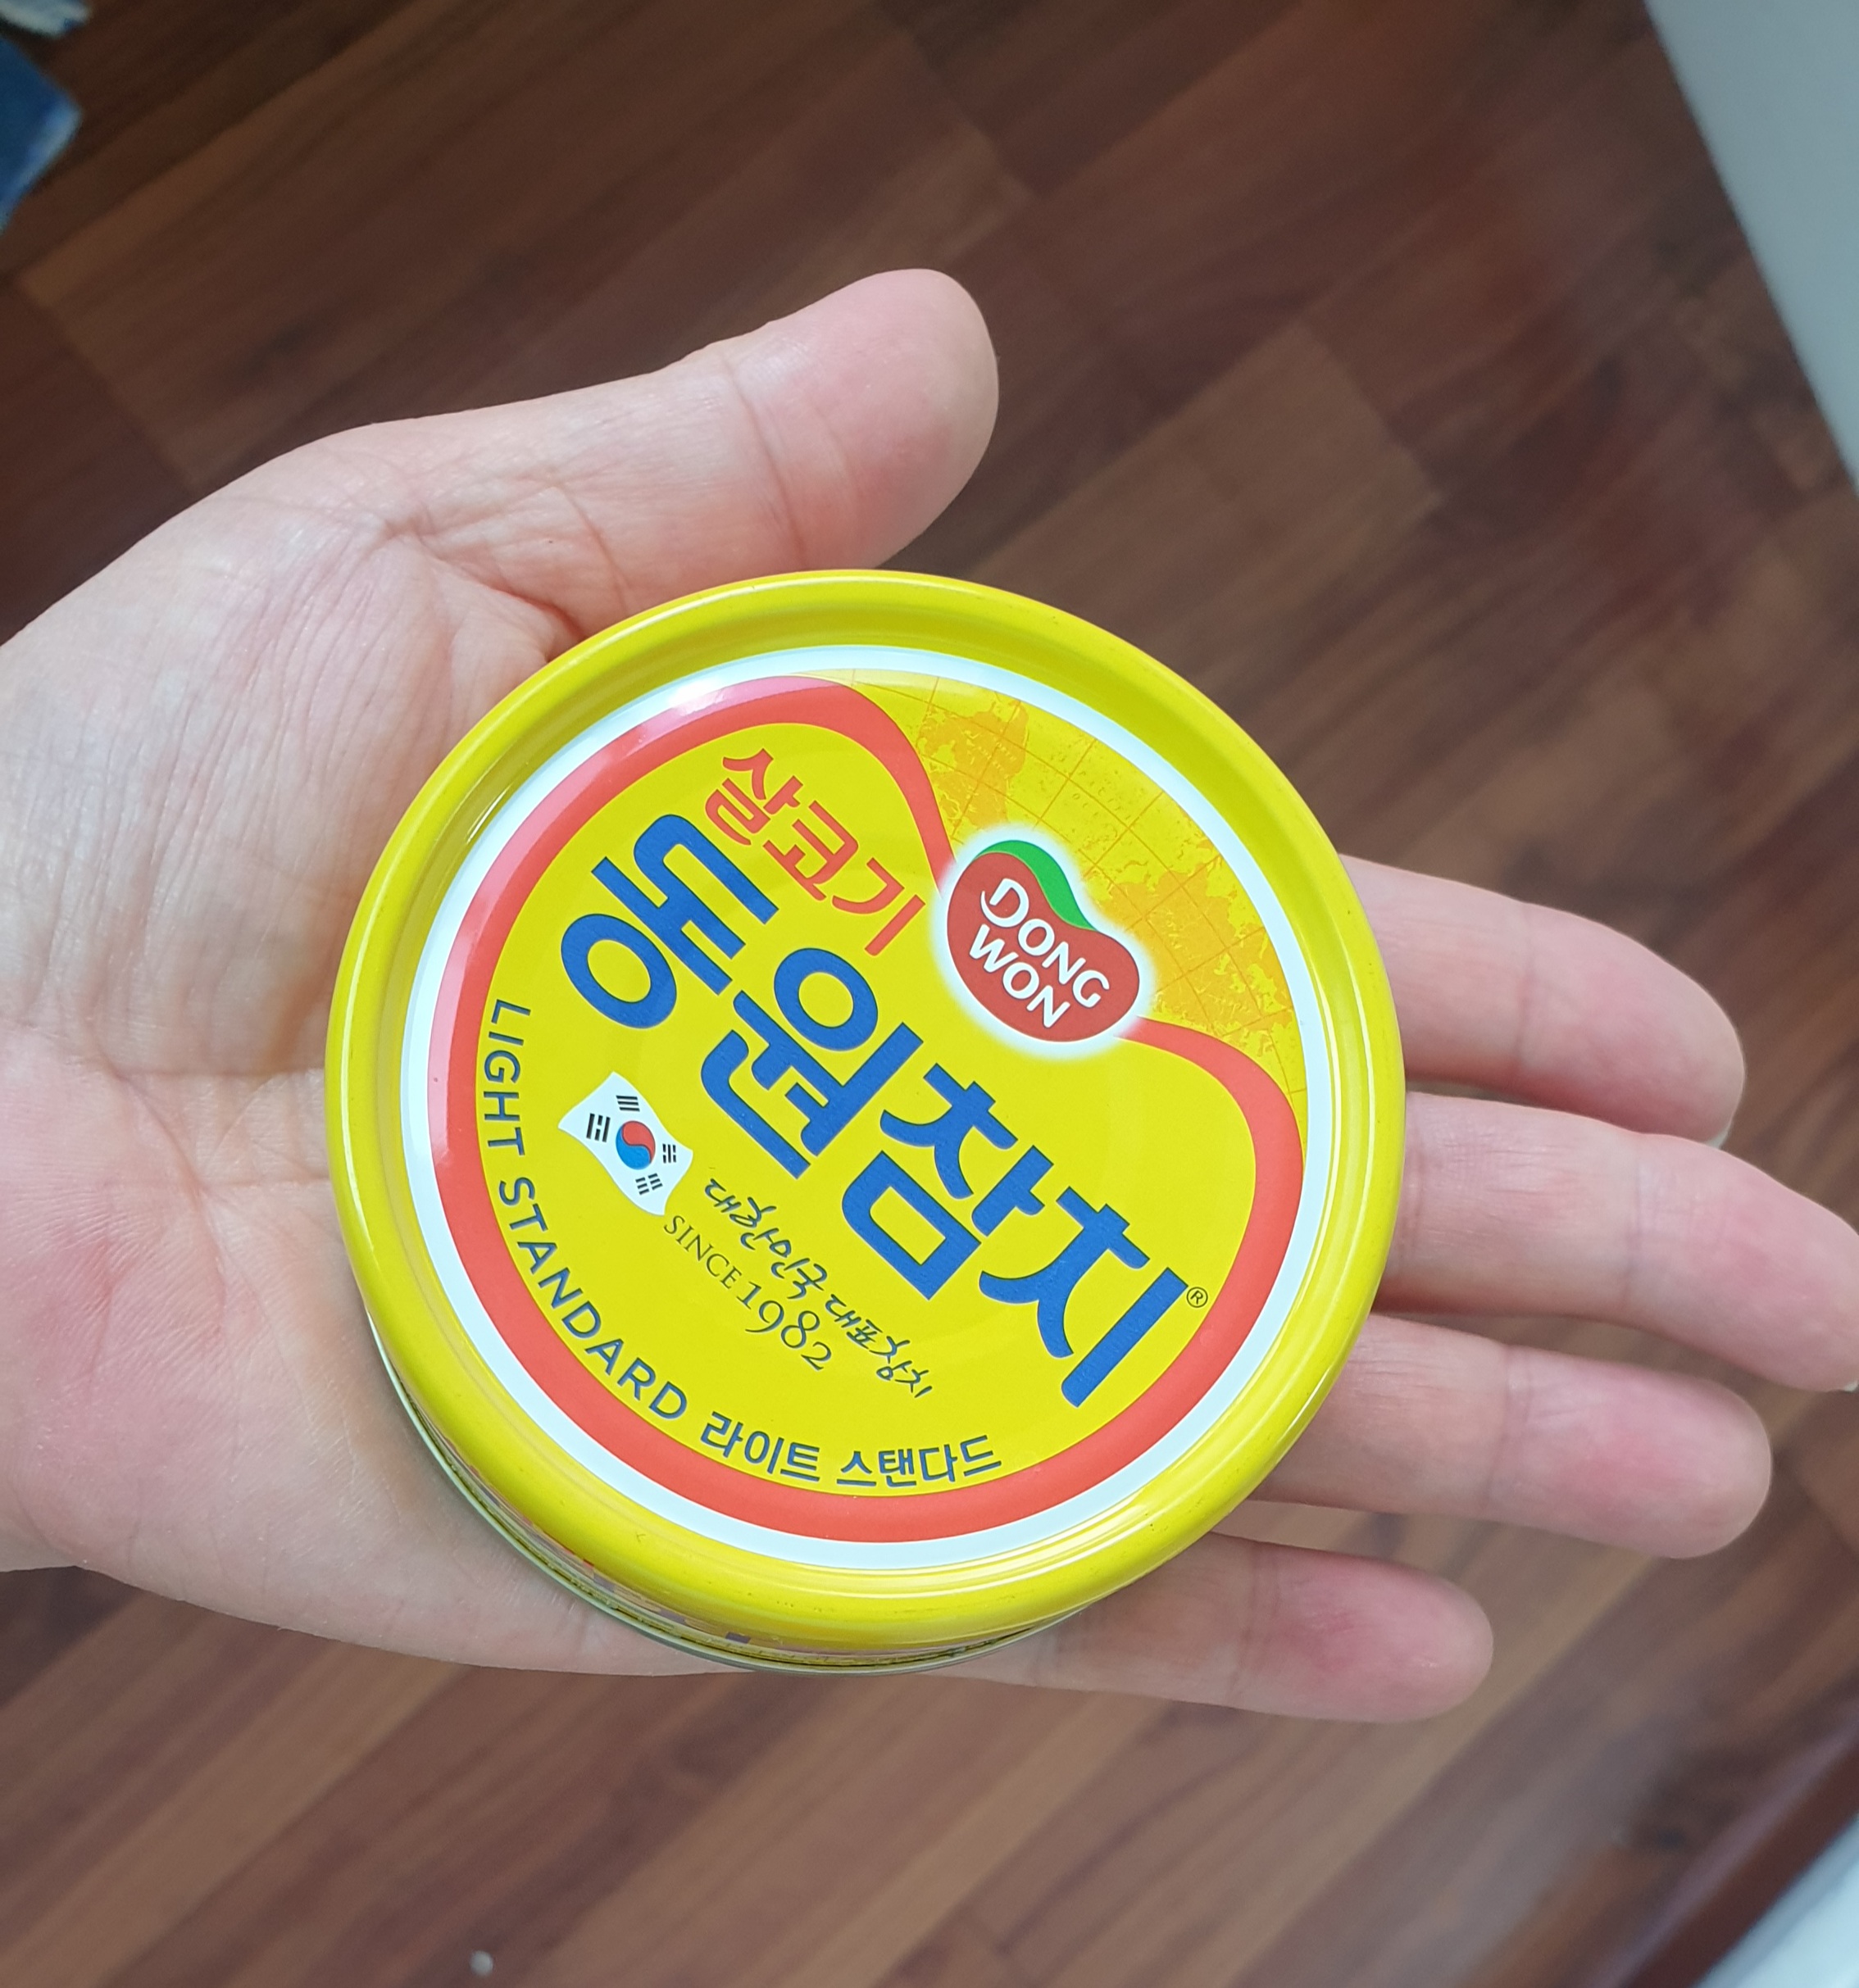 살코기
DONG
WON
동원참치®
대한민국 대표참치
SINCE 1982
LIGHT STANDARD 라이트 스탠다드